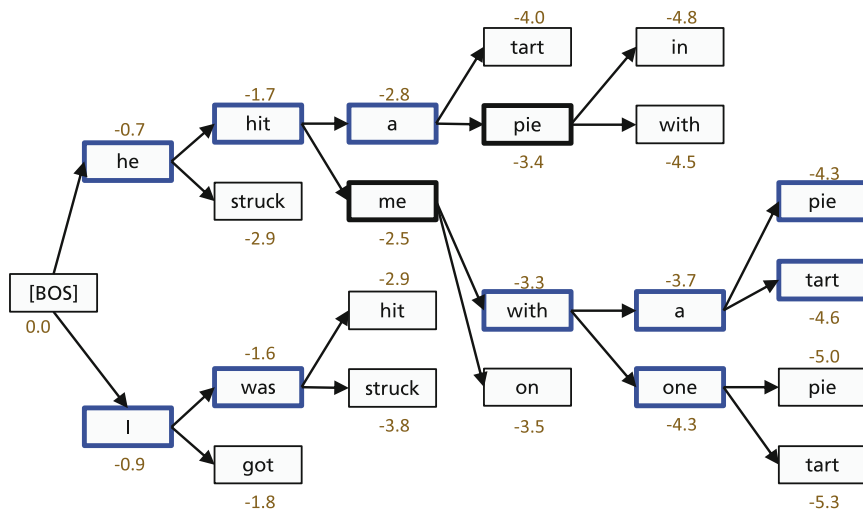 -4.0
-4.8
tart
in
-1.7
-2.8
hit
a
pie
with
-0.7
he
-3.4
-4.5
struck
me
-4.3
pie
-2.9
-2.5
[BOS]
0.0
-2.9
hit
-3.3
with
-3.7
a
tart
-4.6
-1.6
was
struck
on
one
-5.0
pie
-3.8
-3.5
-4.3
I
-0.9
got
tart
-1.8
-5.3